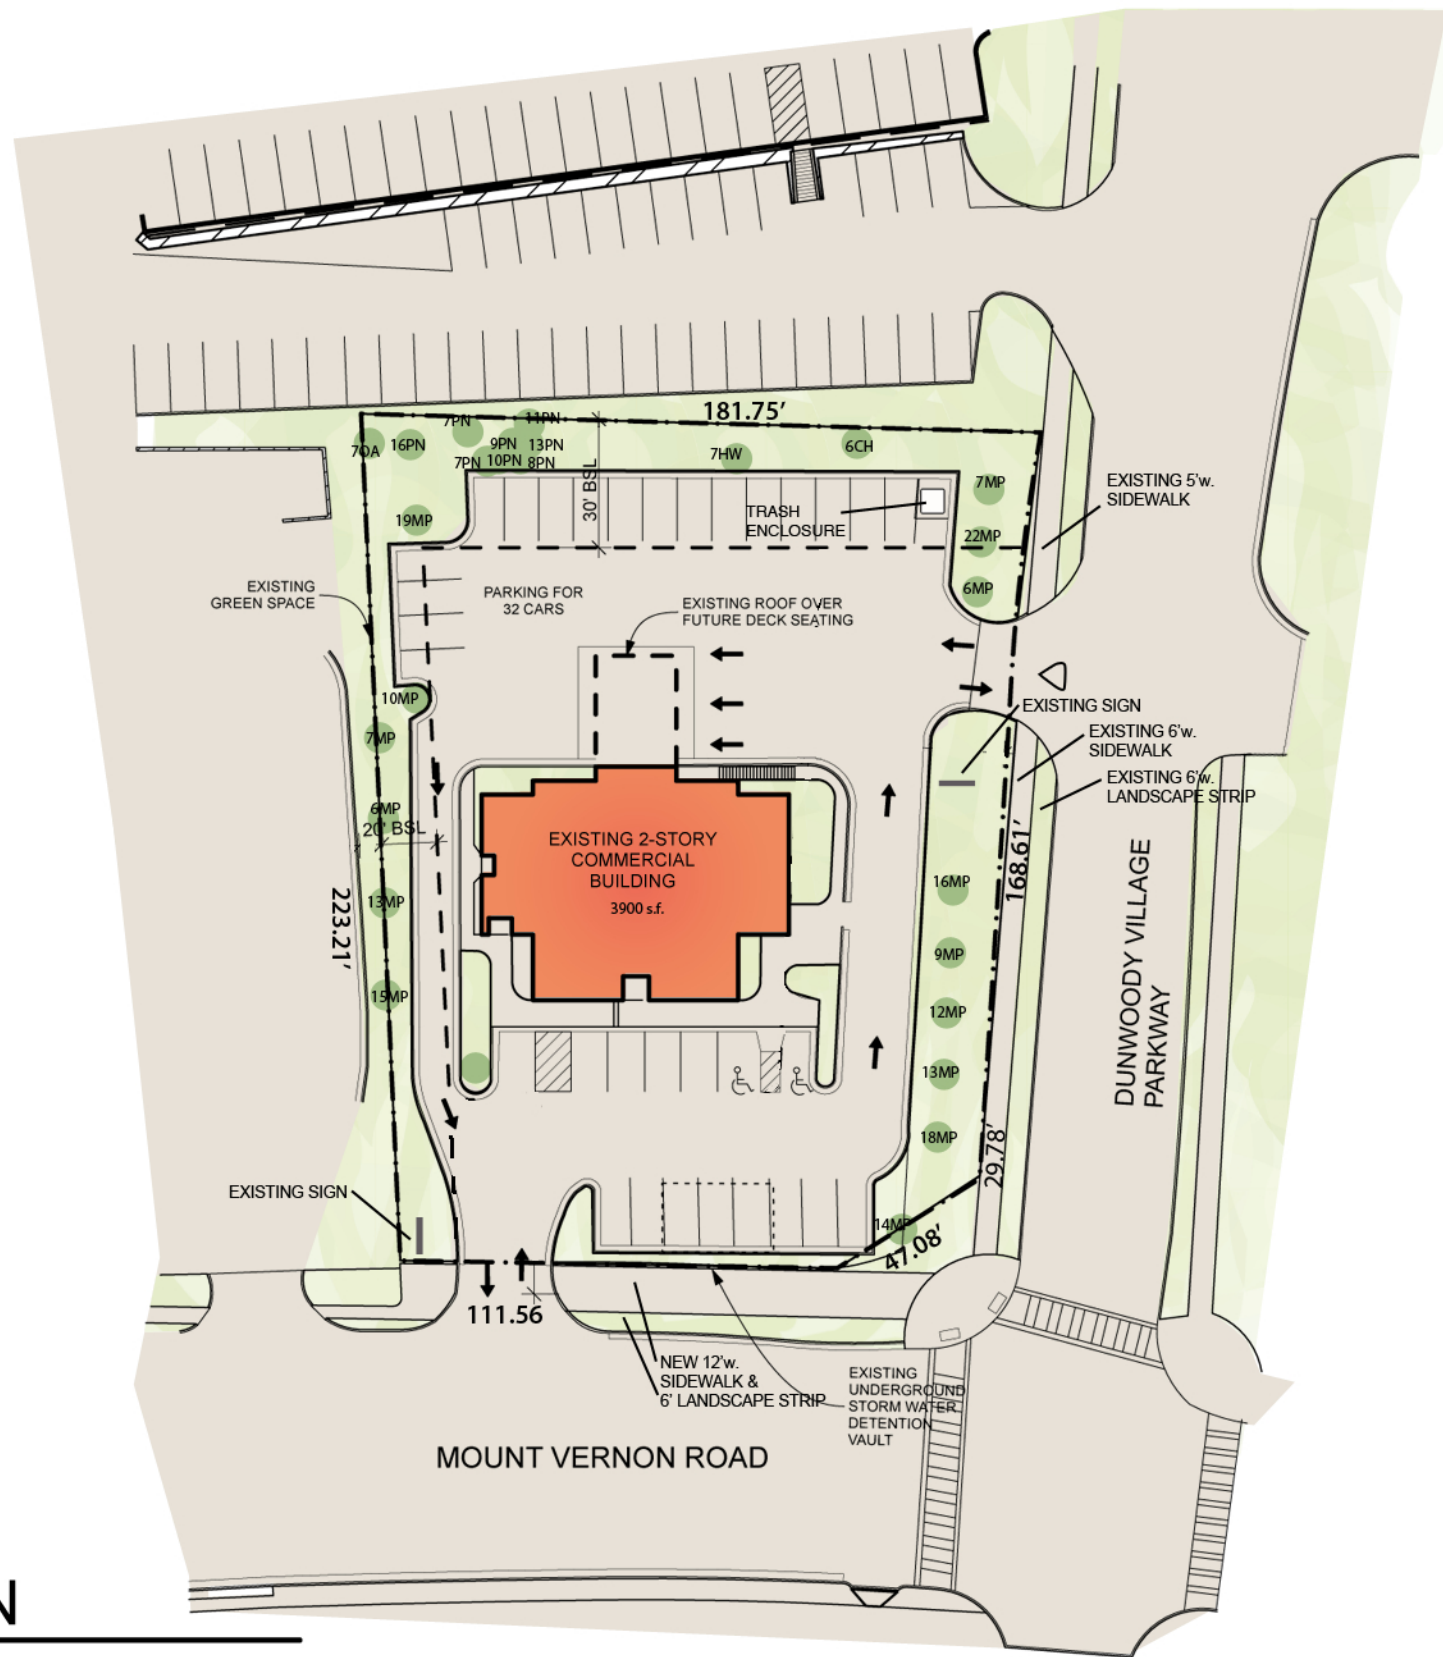 181.75'
11PN
7PN
7OA
16PN
9PN
13PN
7PN
10PN
8PN
7HW
6CH
30' BSL
7MP
EXISTING 5'w.
SIDEWALK
TRASH
ENCLOSURE
19MP
22MP
6MP
EXISTING
GREEN SPACE
PARKING FOR
32 CARS
EXISTING ROOF OVER
FUTURE DECK SEATING
10MP
EXISTING SIGN
7MP
EXISTING 6'w.
SIDEWALK
EXISTING 6'w.
LANDSCAPE STRIP
6MP
20' BSL
EXISTING 2-STORY
COMMERCIAL
BUILDING
3900 s.f.
168.61'
16MP
13MP
223.21'
9MP
15MP
12MP
DUNWOODY VILLAGE
PARKWAY
13MP
18MP
29.78'
EXISTING SIGN
14MP
47.08'
111.56
NEW 12'w.
SIDEWALK &
6' LANDSCAPE STRIP
EXISTING
UNDERGROUND
STORM WATER
DETENTION
VAULT
MOUNT VERNON ROAD
N